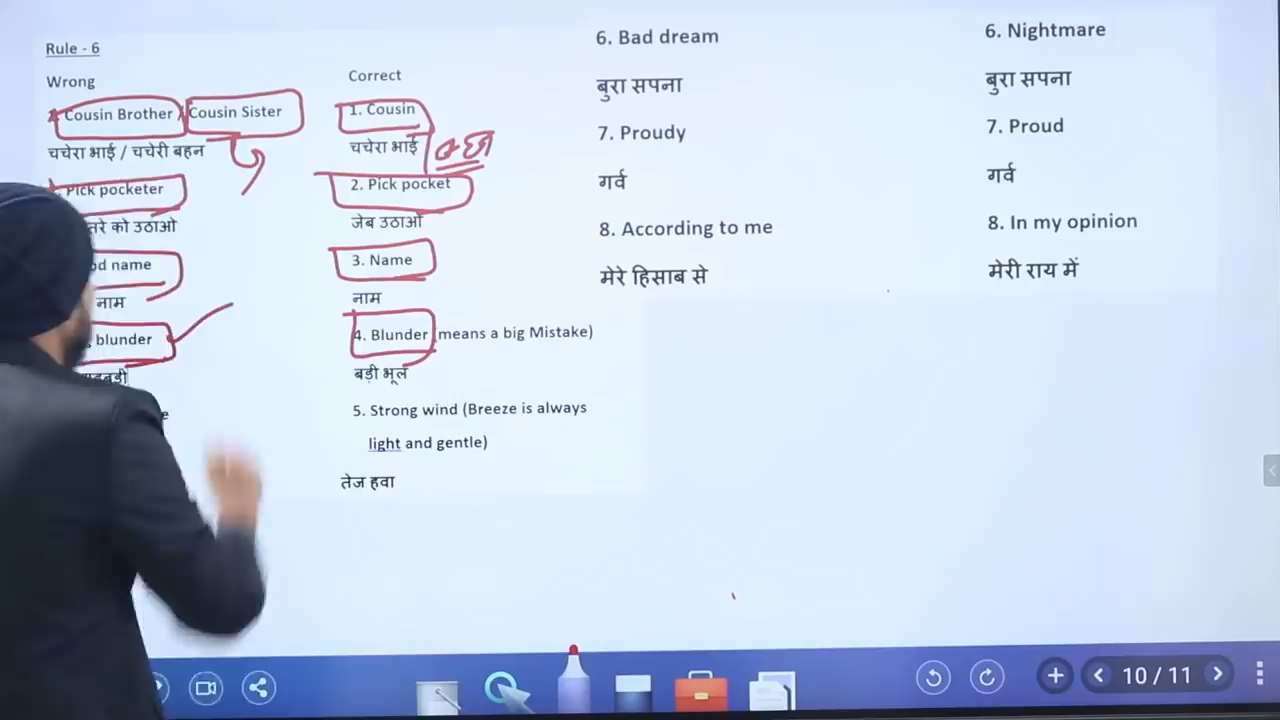 Rule - 6
Wrong
Cousin Brother / Cousin Sister
चचेरा भाई / चचेरी बहन
Pick pocketer
को उठाओ
name
नाम
blunder
Correct
1. Cousin
चचेरा भाई
2. Pick pocket
जेब उठाओ
3. Name
नाम
4. Blunder (means a big Mistake)
बड़ी भूल
5. Strong wind (Breeze is always
light and gentle)
तेज हवा
6. Bad dream
बुरा सपना
7. Proudy
गर्व
8. According to me
मेरे हिसाब से
6. Nightmare
बुरा सपना
7. Proud
गर्व
8. In my opinion
मेरी राय में
10 / 11